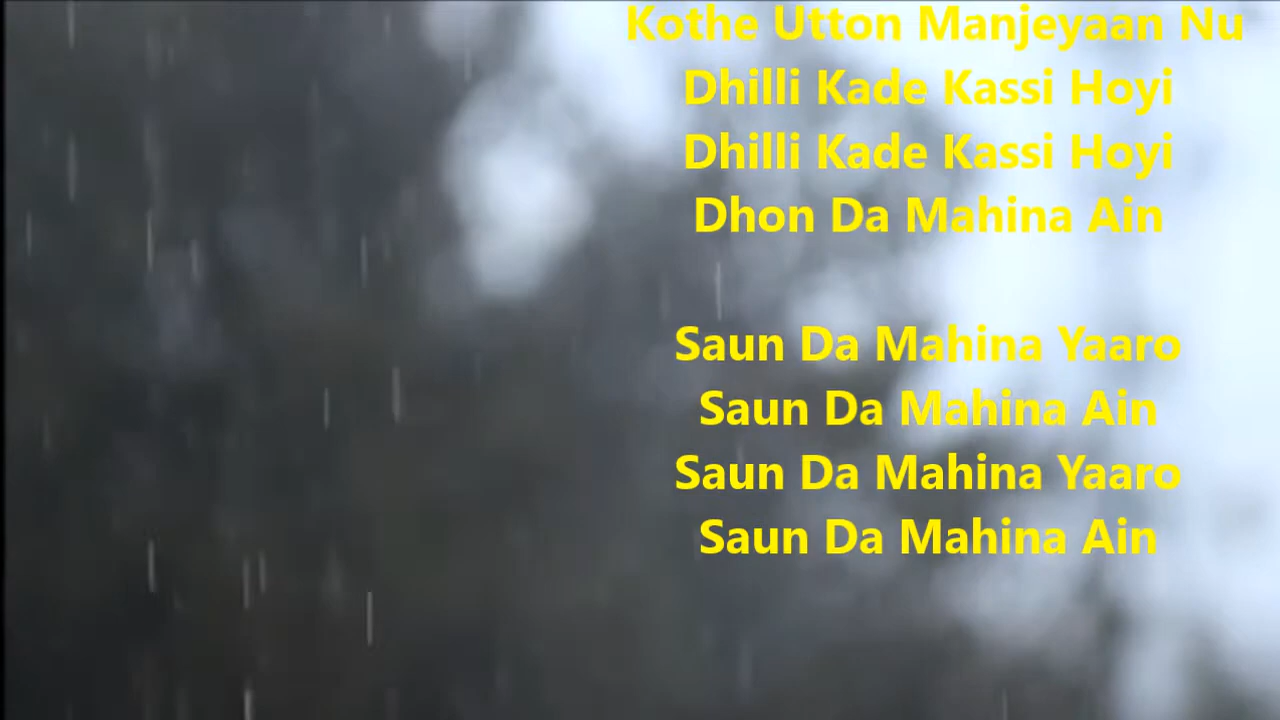 Kothe Utton Manjeyaan Nu
Dhilli Kade Kassi Hoyi
Dhilli Kade Kassi Hoyi
Dhon Da Mahina Ain
Saun Da Mahina Yaaro
Saun Da Mahina Ain
Saun Da Mahina Yaaro
Saun Da Mahina Ain